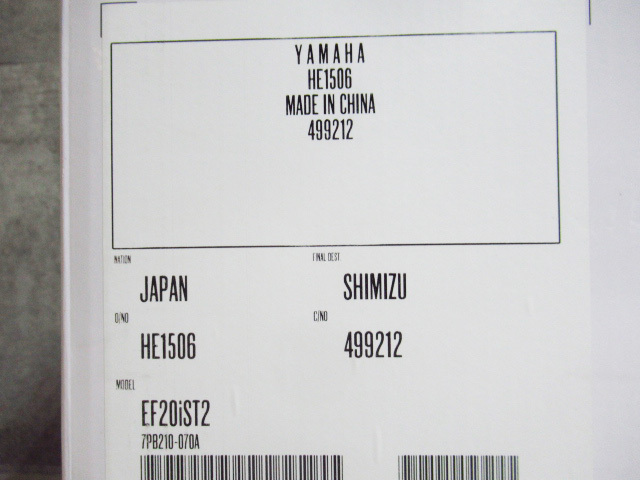 YAMAHA
HE1506
MADE IN CHINA
499212
NATION FINAL DEST.
JAPAN SHIMIZU
O/NO C/NO
HE1506 499212
MODEL
EF20iST2
7PB210-070A